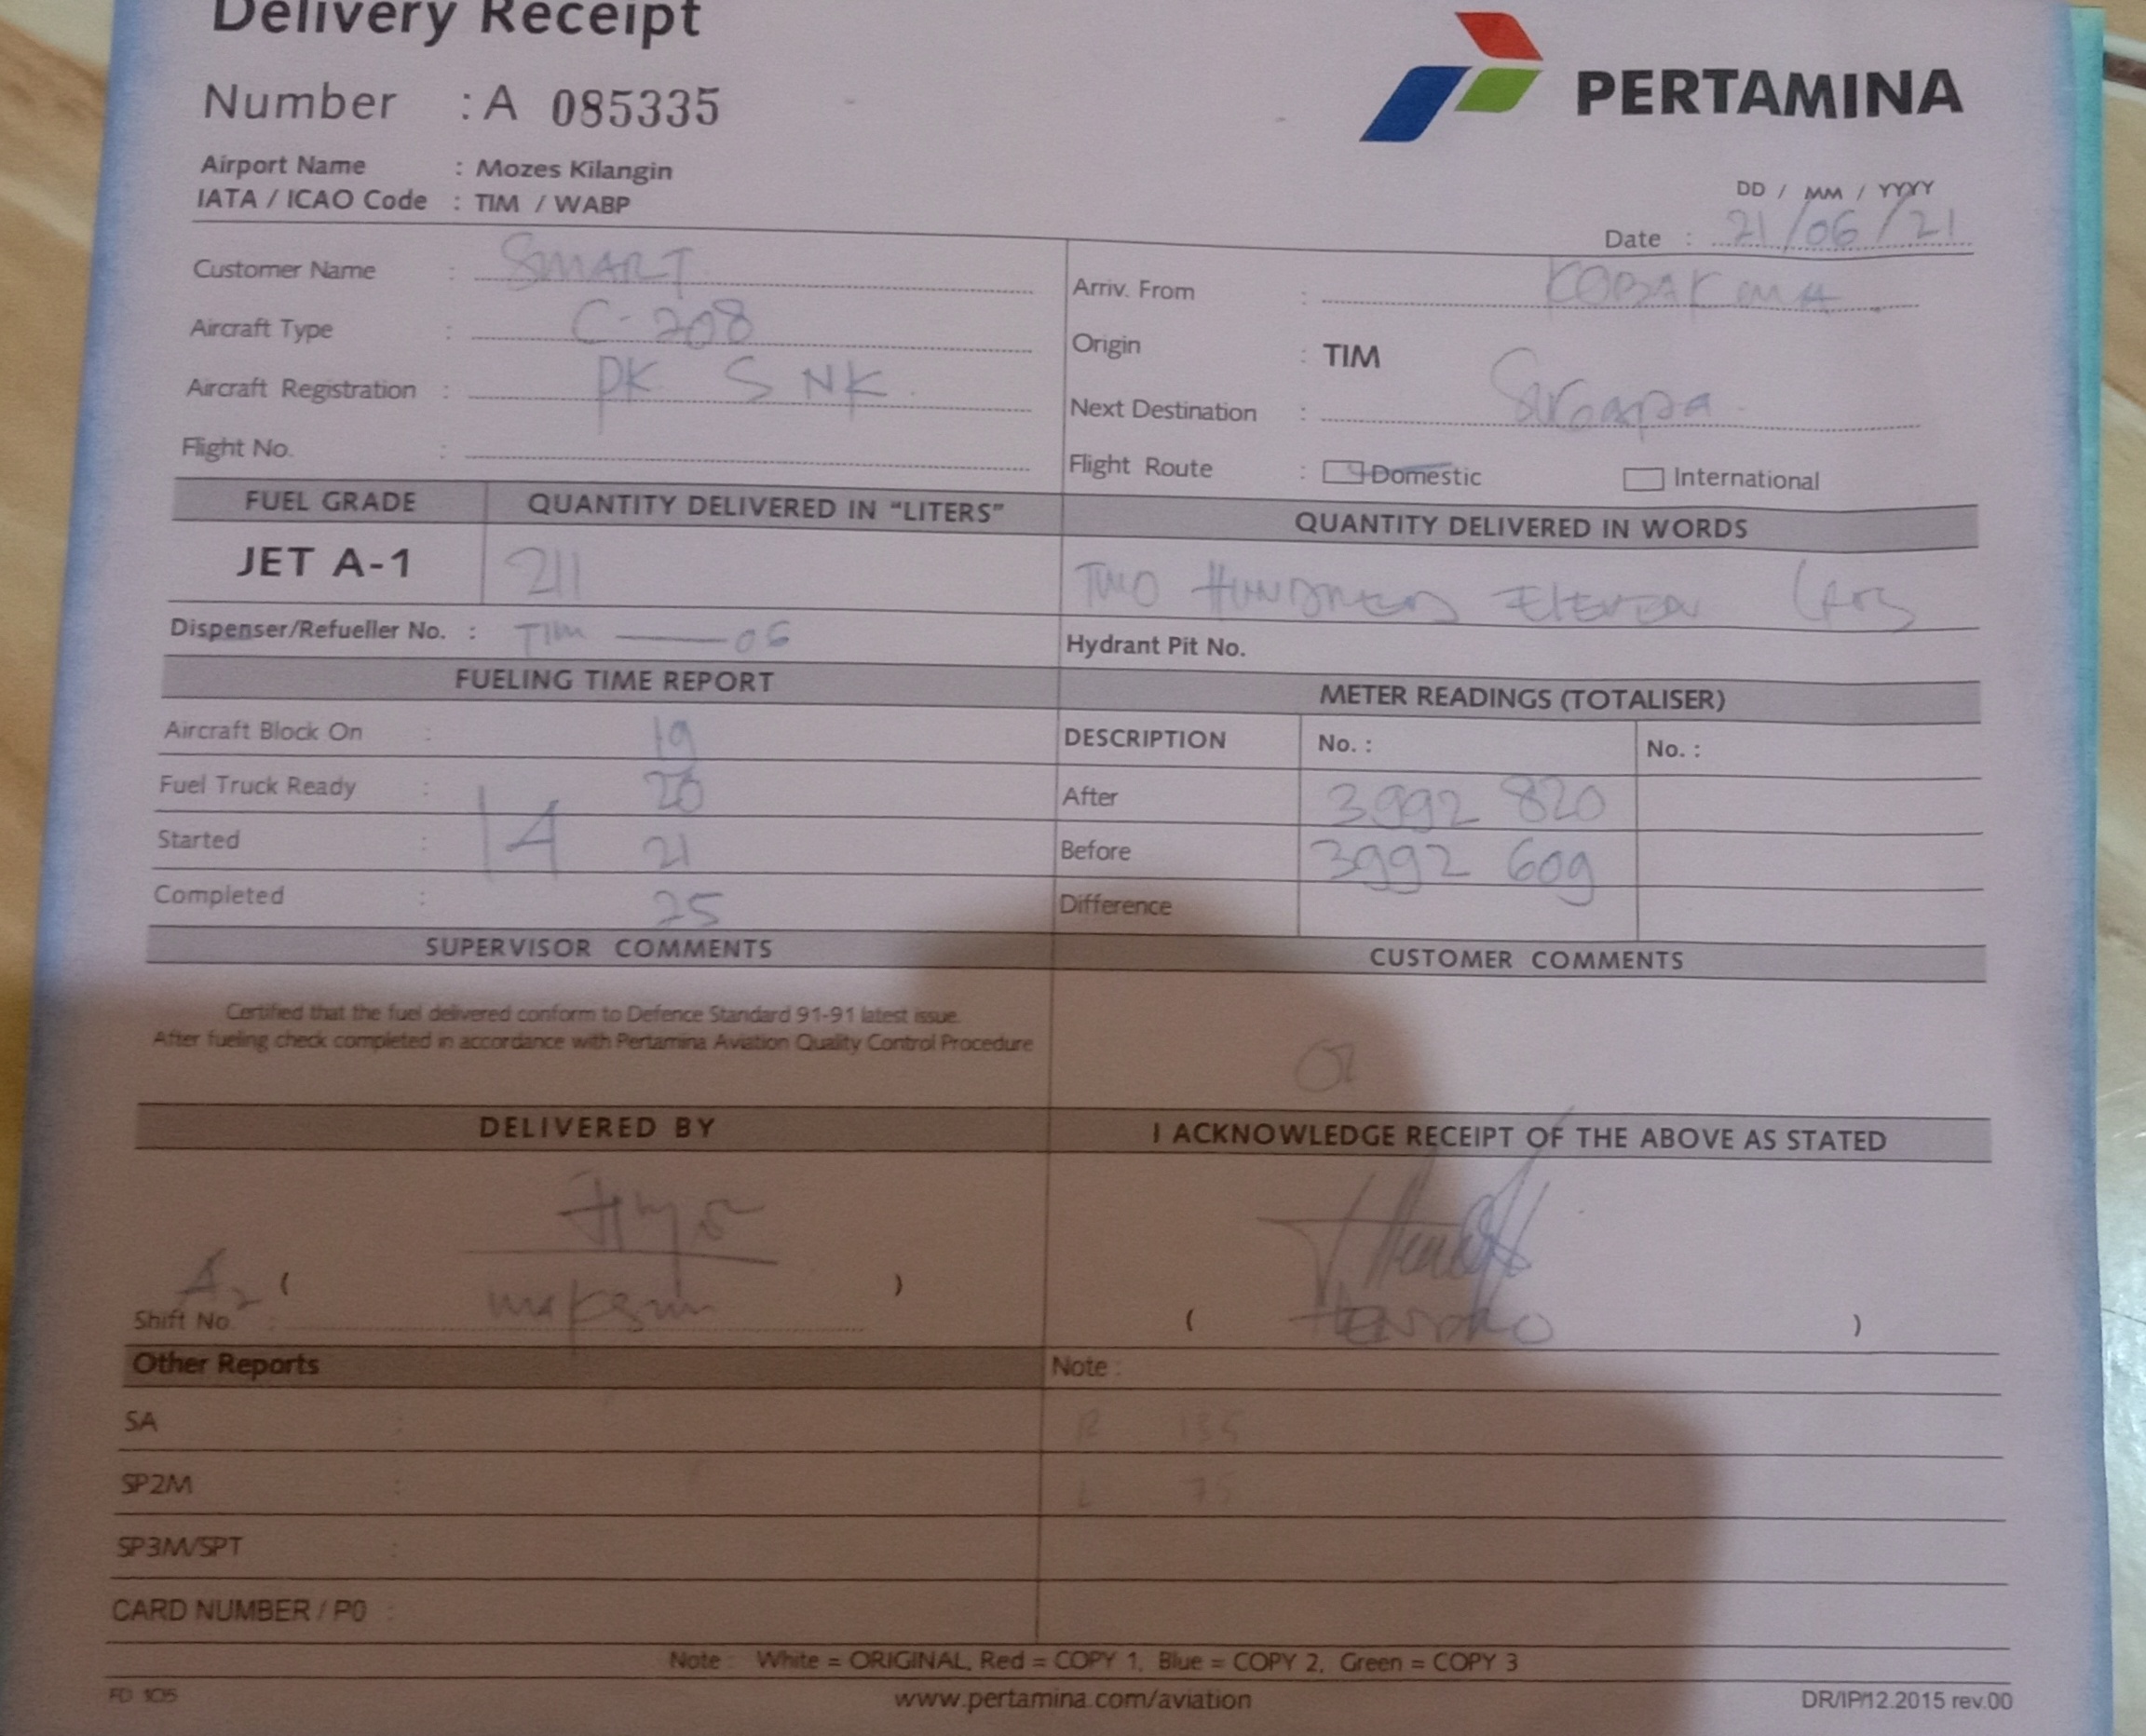 Delivery Receipt
PERTAMINA
Number : A 085335
Airport Name : Mozes Kilangin
IATA / ICAO Code : TIM / WABP
DD / MM / YYYY
Date : 21/06/21
Customer Name : SMART
Arriv. From :
Aircraft Type : C-208
Origin : TIM
Aircraft Registration : PK SNK
Next Destination :
Flight No. :
Flight Route : Domestic International
FUEL GRADE QUANTITY DELIVERED IN “LITERS” QUANTITY DELIVERED IN WORDS
JET A-1 211 TWO HUNDRED ELEVEN
Dispenser/Refueller No. : TIM — 06 Hydrant Pit No.
FUELING TIME REPORT METER READINGS (TOTALISER)
Aircraft Block On : 19 DESCRIPTION No. : No. :
Fuel Truck Ready : 20 After 3992 820
Started : 14 21 Before 3992 609
Completed : 25 Difference
SUPERVISOR COMMENTS CUSTOMER COMMENTS
Certified that the fuel delivered conform to Defence Standard 91-91 latest issue.
After fueling check completed in accordance with Pertamina Aviation Quality Control Procedure
DELIVERED BY I ACKNOWLEDGE RECEIPT OF THE ABOVE AS STATED
( ) ( )
Shift No. :
Other Reports Note :
SA : R
SP2M : L 75
SP3M/SPT :
CARD NUMBER / PO :
Note : White = ORIGINAL, Red = COPY 1, Blue = COPY 2, Green = COPY 3
FD 105 www.pertamina.com/aviation DR/IP/12.2015 rev.00